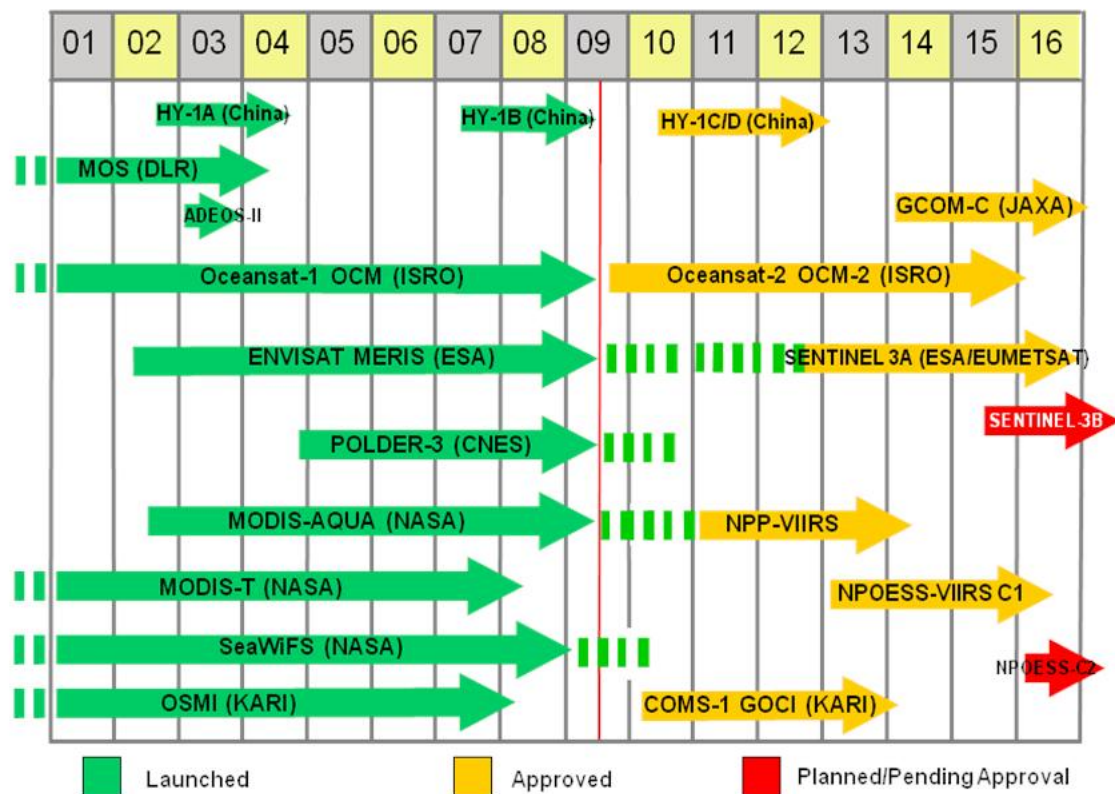 01 02 03 04 05 06 07 08 09 10 11 12 13 14 15 16
HY-1A (China) HY-1B (China) HY-1C/D (China)
MOS (DLR)
ADEOS-II GCOM-C (JAXA)
Oceansat-1 OCM (ISRO) Oceansat-2 OCM-2 (ISRO)
ENVISAT MERIS (ESA) SENTINEL 3A (ESA/EUMETSAT)
SENTINEL-3B
POLDER-3 (CNES)
MODIS-AQUA (NASA) NPP-VIIRS
MODIS-T (NASA) NPOESS-VIIRS C1
SeaWiFS (NASA)
NPOESS-C2
OSMI (KARI) COMS-1 GOCI (KARI)
Launched Approved Planned/Pending Approval